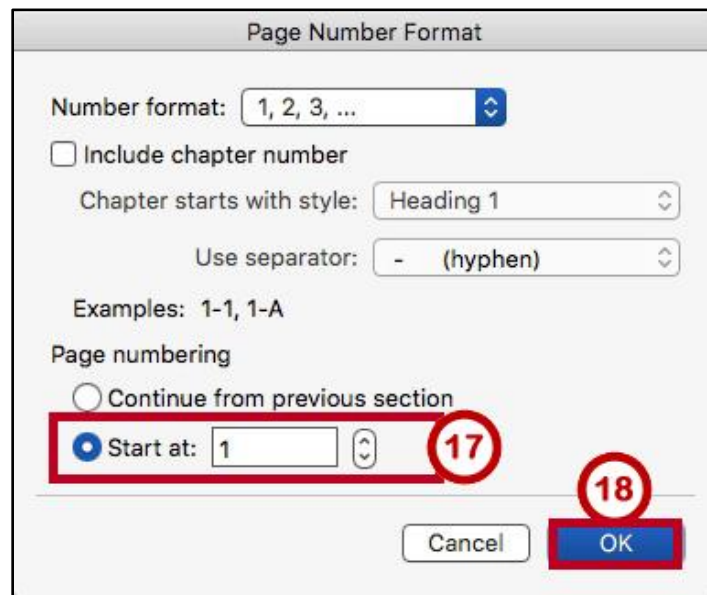 Page Number Format
Number format: 1, 2, 3, ...
Include chapter number
Chapter starts with style: Heading 1
Use separator: - (hyphen)
Examples: 1-1, 1-A
Page numbering
Continue from previous section
Start at: 1 17
18
Cancel OK